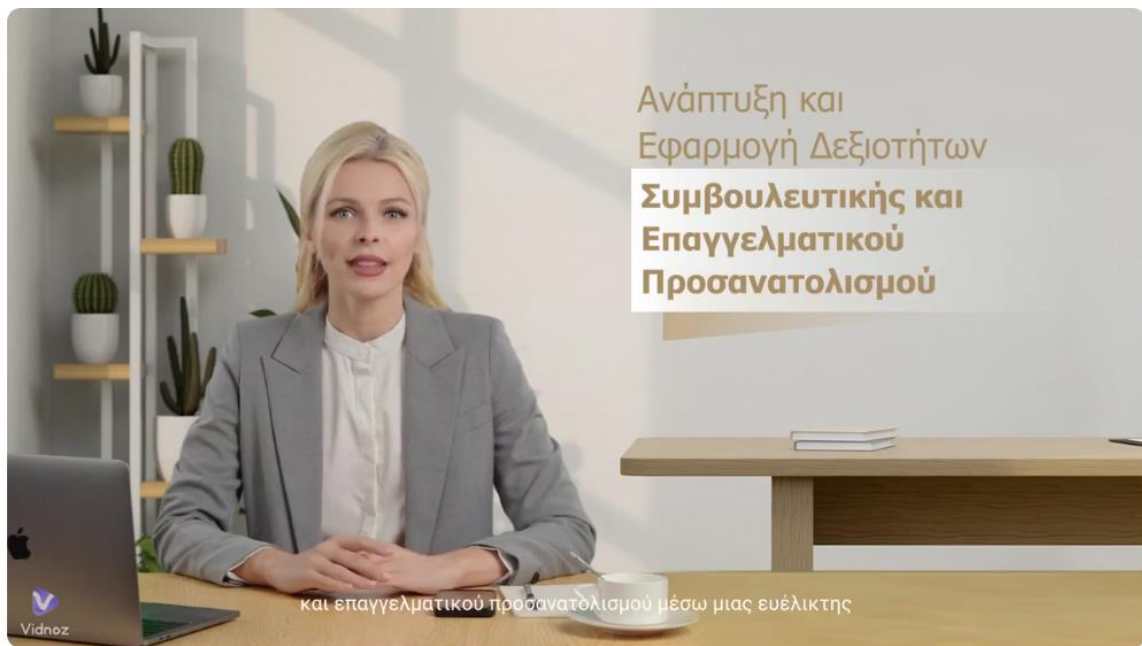 Ανάπτυξη και
Εφαρμογή Δεξιοτήτων
Συμβουλευτικής και
Επαγγελματικού
Προσανατολισμού
και επαγγελματικού προσανατολισμού μέσω μιας ευέλικτης
Vidnoz